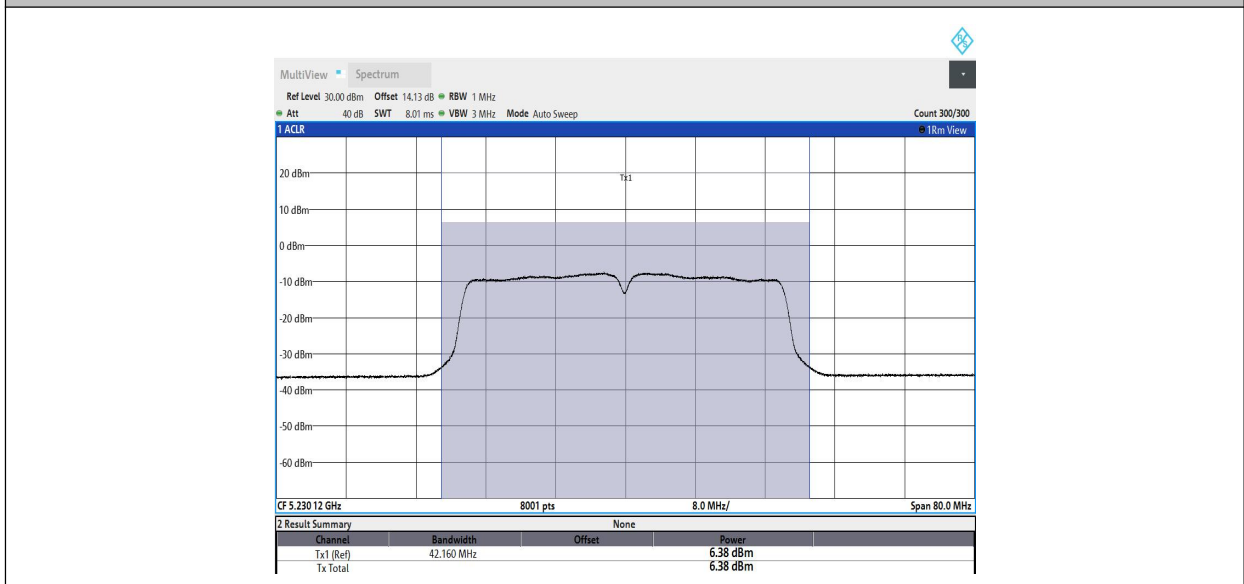 MultiView Spectrum
Ref Level 30.00 dBm Offset 14.13 dB RBW 1 MHz
Att 40 dB SWT 8.01 ms VBW 3 MHz Mode Auto Sweep Count 300/300
1 ACLR 1Rm View
20 dBm
Tx1
10 dBm
0 dBm
-10 dBm
-20 dBm
-30 dBm
-40 dBm
-50 dBm
-60 dBm
CF 5.230 12 GHz 8001 pts 8.0 MHz/ Span 80.0 MHz
2 Result Summary None
Channel Bandwidth Offset Power
Tx1 (Ref) 42.160 MHz 6.38 dBm
Tx Total 6.38 dBm